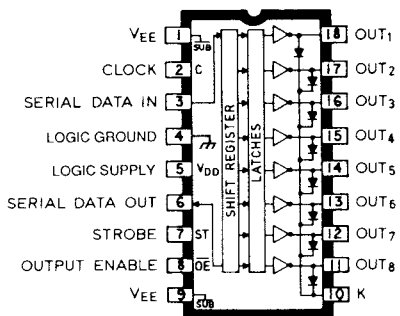 VEE 1 SUB 18 OUT1
CLOCK 2 C 17 OUT2
SERIAL DATA IN 3 16 OUT3
LOGIC GROUND 4 15 OUT4
LOGIC SUPPLY 5 VDD 14 OUT5
SERIAL DATA OUT 6 13 OUT6
STROBE 7 ST 12 OUT7
OUTPUT ENABLE 8 OE 11 OUT8
VEE 9 SUB 10 K
SHIFT REGISTER
LATCHES